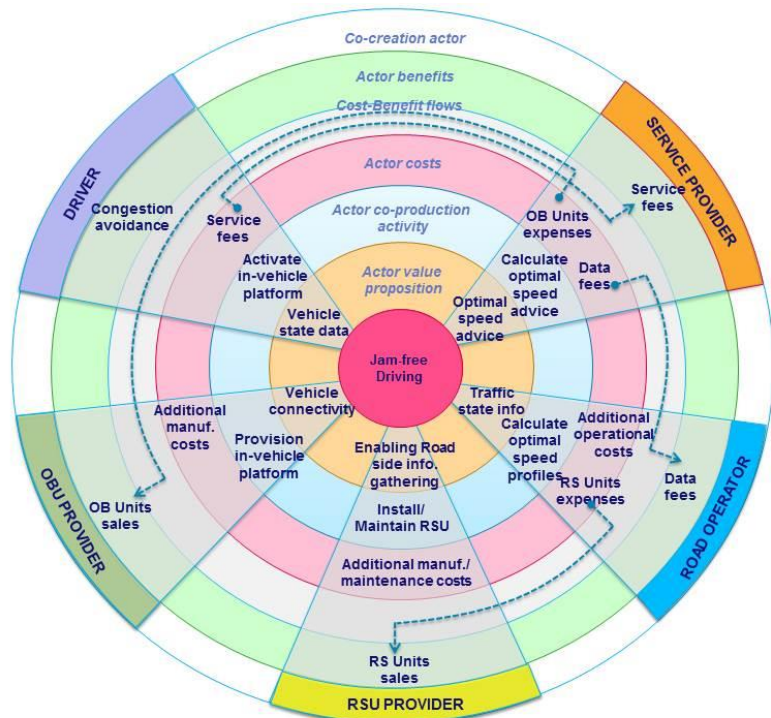 Co-creation actor
Actor benefits
Cost-Benefit flows
Actor costs
Actor co-production
activity
Actor value
proposition
Jam-free
Driving
DRIVER
Congestion
avoidance
Service
fees
Activate
in-vehicle
platform
Vehicle
state data
SERVICE PROVIDER
Service
fees
OB Units
expenses
Data
fees
Calculate
optimal
speed
advice
Optimal
speed
advice
ROAD OPERATOR
Traffic
state info
Calculate
optimal
speed
profiles
Additional
operational
costs
RS Units
expenses
Data
fees
RSU PROVIDER
Enabling Road
side info.
gathering
Install/
Maintain RSU
Additional manuf./
maintenance costs
RS Units
sales
OBU PROVIDER
Vehicle
connectivity
Provision
in-vehicle
platform
Additional
manuf.
costs
OB Units
sales